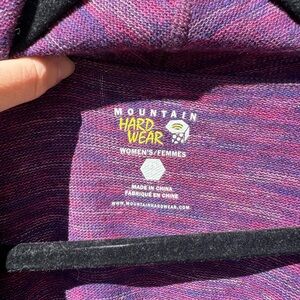 MOUNTAIN
HARD
WEAR
WOMEN'S/FEMMES
MADE IN CHINA
FABRIQUÉ EN CHINE
WWW.MOUNTAINHARDWEAR.COM